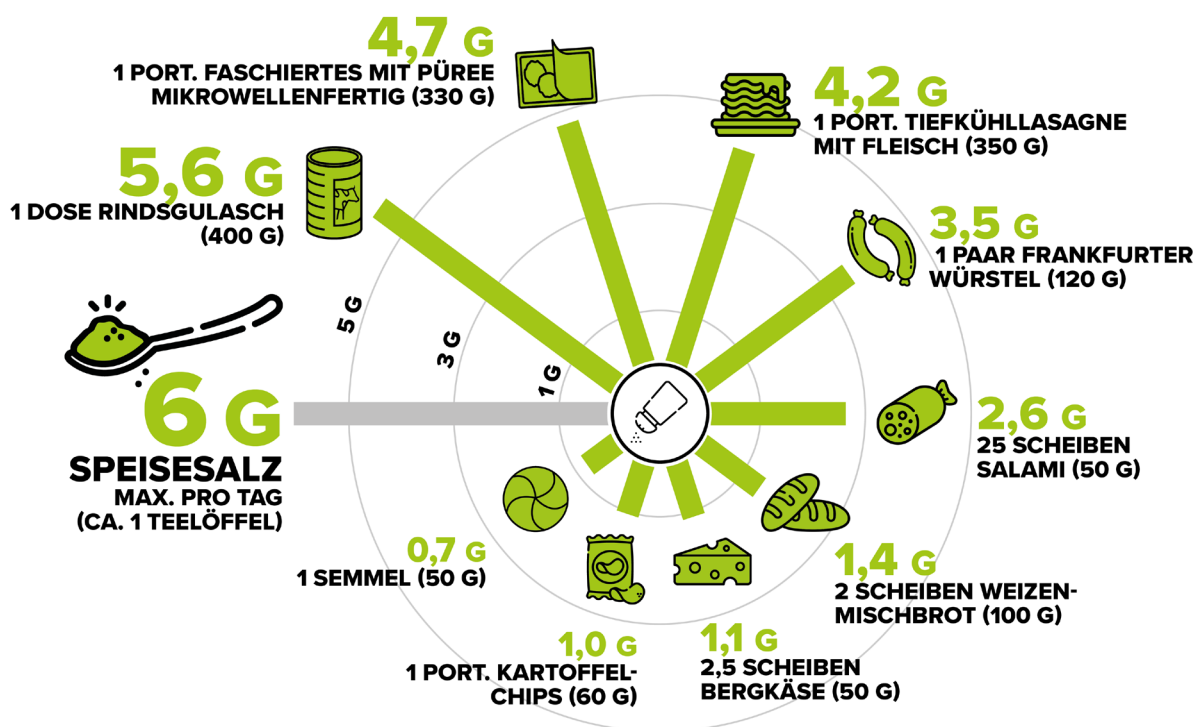 4,7 G
1 PORT. FASCHIERTES MIT PÜREE
MIKROWELLENFERTIG (330 G)
4,2 G
1 PORT. TIEFKÜHLLASAGNE
MIT FLEISCH (350 G)
5,6 G
1 DOSE RINDSGULASCH
(400 G)
3,5 G
1 PAAR FRANKFURTER
WÜRSTEL (120 G)
5 G
3 G
1 G
6 G
SPEISESALZ
MAX. PRO TAG
(CA. 1 TEELÖFFEL)
2,6 G
25 SCHEIBEN
SALAMI (50 G)
0,7 G
1 SEMMEL (50 G)
1,4 G
2 SCHEIBEN WEIZEN-
MISCHBROT (100 G)
1,0 G
1 PORT. KARTOFFEL-
CHIPS (60 G)
1,1 G
2,5 SCHEIBEN
BERGKÄSE (50 G)